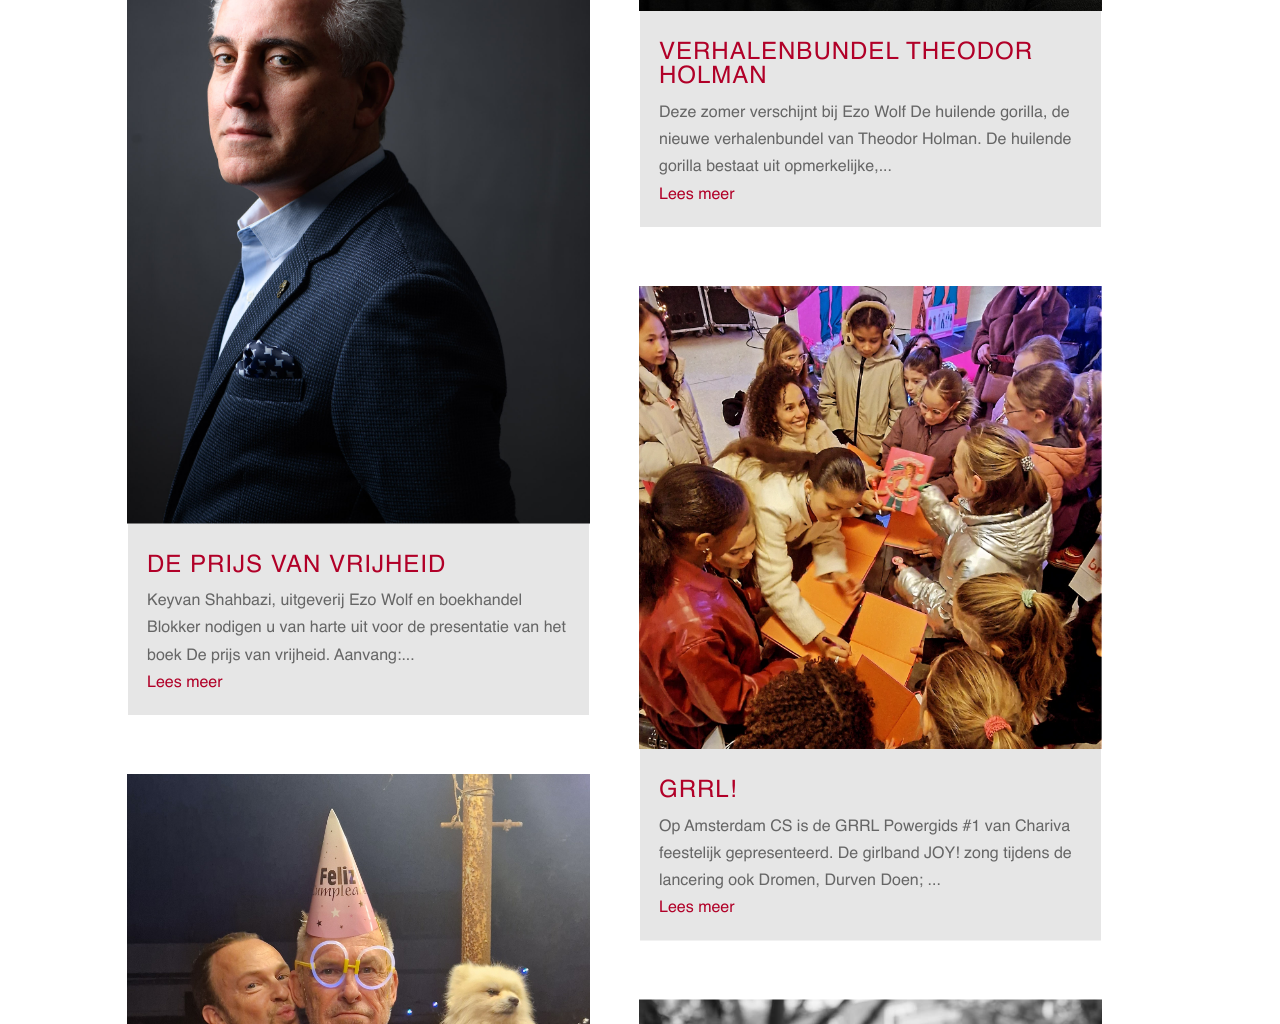 VERHALENBUNDEL THEODOR
HOLMAN
Deze zomer verschijnt bij Ezo Wolf De huilende gorilla, de
nieuwe verhalenbundel van Theodor Holman. De huilende
gorilla bestaat uit opmerkelijke,...
Lees meer
DE PRIJS VAN VRIJHEID
Keyvan Shahbazi, uitgeverij Ezo Wolf en boekhandel
Blokker nodigen u van harte uit voor de presentatie van het
boek De prijs van vrijheid. Aanvang:...
Lees meer
GRRL!
Op Amsterdam CS is de GRRL Powergids #1 van Chariva
feestelijk gepresenteerd. De girlband JOY! zong tijdens de
lancering ook Dromen, Durven Doen; ...
Lees meer
Feliz